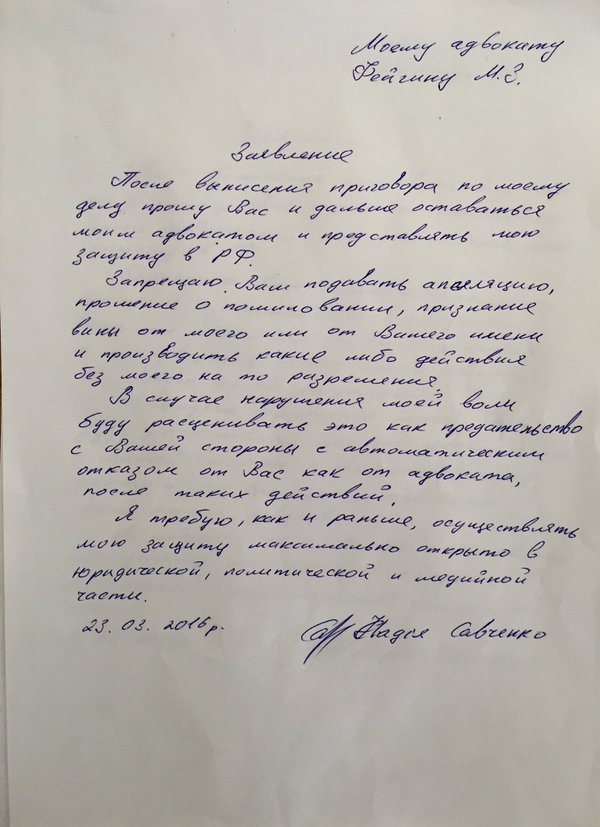 Моему адвокату
Фейгину М.З.
Заявление
После вынисения приговора по моему
делу прошу Вас и дальше оставаться
моим адвокатом и представлять мою
защиту в РФ.
Запрещаю Вам подавать апеляцию,
прошение о помиловании, признание
вины от моего или от Вашего имени
и производить какие либо действия
без моего на то разрешения.
В случае нарушения моей воли
буду расценивать это как предательство
с Вашей стороны с автоматическим
отказом от Вас как от адвоката,
после таких действий.
Я требую, как и раньше, осуществлять
мою защиту максимально открыто в
юридической, политической и медийной
части.
23.03.2016р. Надія Савченко